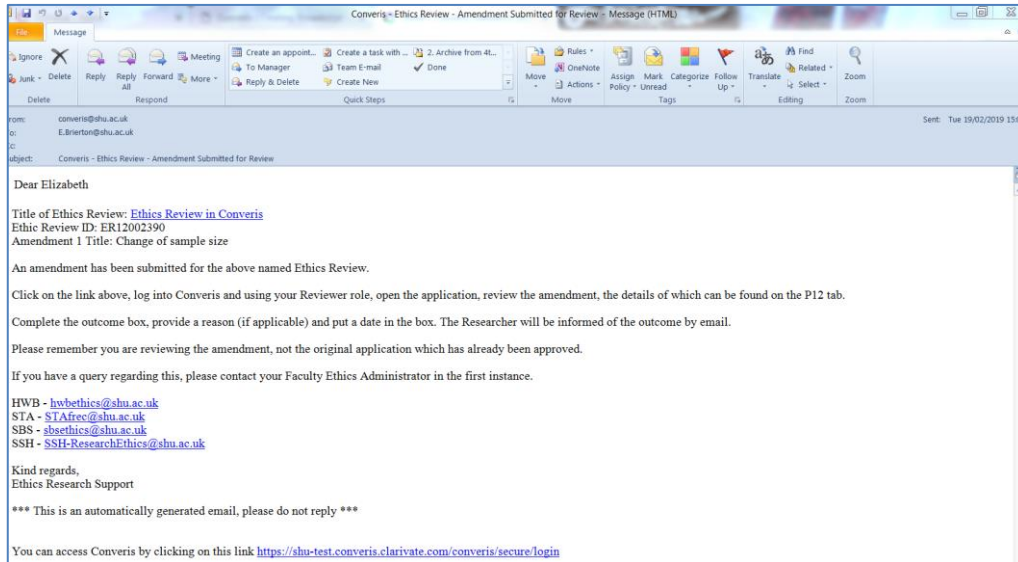 Converis - Ethics Review - Amendment Submitted for Review - Message (HTML)
File Message
Ignore
Junk Delete
Reply Reply All Forward
Meeting
More
Create an appoint... Create a task with ... 2. Archive from 4t...
To Manager Team E-mail Done
Reply & Delete Create New
Move
Rules
OneNote
Actions
Assign Policy Mark Unread Categorize Follow Up
Translate
Find
Related
Select
Zoom
Delete Respond Quick Steps Move Tags Editing Zoom
converis@shu.ac.uk Sent: Tue 19/02/2019
E.Brierton@shu.ac.uk
Converis - Ethics Review - Amendment Submitted for Review
Dear Elizabeth
Title of Ethics Review: Ethics Review in Converis
Ethic Review ID: ER12002390
Amendment 1 Title: Change of sample size
An amendment has been submitted for the above named Ethics Review.
Click on the link above, log into Converis and using your Reviewer role, open the application, review the amendment, the details of which can be found on the P12 tab.
Complete the outcome box, provide a reason (if applicable) and put a date in the box. The Researcher will be informed of the outcome by email.
Please remember you are reviewing the amendment, not the original application which has already been approved.
If you have a query regarding this, please contact your Faculty Ethics Administrator in the first instance.
HWB - hwbethics@shu.ac.uk
STA - STAfrec@shu.ac.uk
SBS - sbsethics@shu.ac.uk
SSH - SSH-ResearchEthics@shu.ac.uk
Kind regards,
Ethics Research Support
*** This is an automatically generated email, please do not reply ***
You can access Converis by clicking on this link https://shu-test.converis.clarivate.com/converis/secure/login